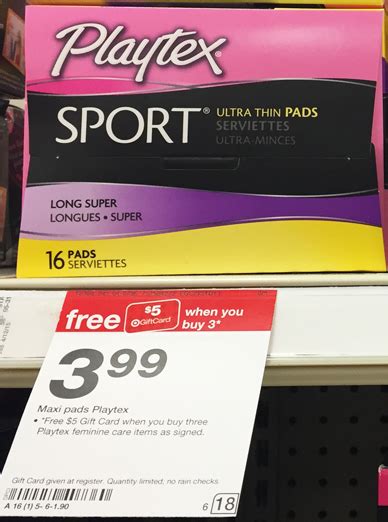 Playtex®
SPORT® ULTRA THIN PADS
SERVIETTES
ULTRA-MINCES
LONG SUPER
LONGUES • SUPER
16 PADS
SERVIETTES
free $5 GiftCard when you
buy 3*
3.99
Maxi pads Playtex
• *Free $5 Gift Card when you buy three
Playtex feminine care items as signed.
Gift Card given at register. Quantity limited; no rain checks.
A 16 (1) 5- 6-1.90 6 18